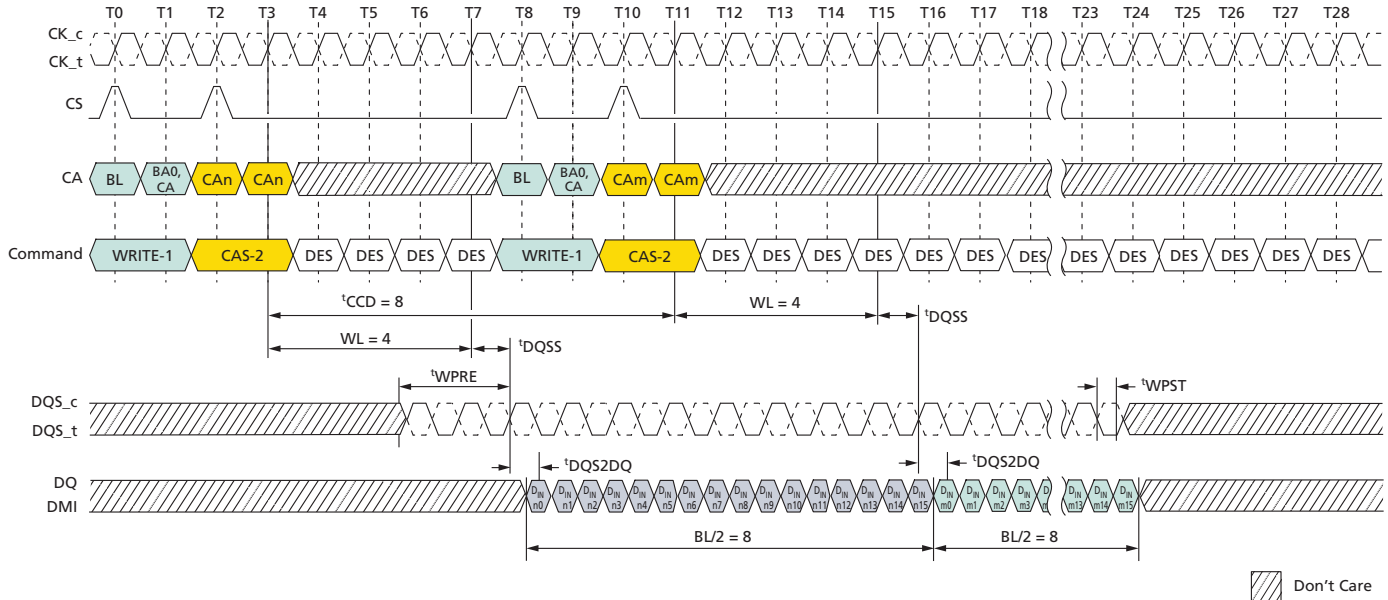 T0 T1 T2 T3 T4 T5 T6 T7 T8 T9 T10 T11 T12 T13 T14 T15 T16 T17 T18 T23 T24 T25 T26 T27 T28
CK_c
CK_t
CS
CA BL BA0, CA CAn CAn BL BA0, CA CAm CAm
Command WRITE-1 CAS-2 DES DES DES DES WRITE-1 CAS-2 DES DES DES DES DES DES DES DES DES DES DES DES DES
tCCD = 8 WL = 4 tDQSS
WL = 4 tDQSS
tWPRE tWPST
DQS_c
DQS_t
tDQS2DQ tDQS2DQ
DQ DIN DIN DIN DIN DIN DIN DIN DIN DIN DIN DIN DIN DIN DIN DIN DIN DIN DIN DIN DIN DIN DIN DIN
DMI n0 n1 n2 n3 n4 n5 n6 n7 n8 n9 n10 n11 n12 n13 n14 n15 m0 m1 m2 m3 m13 m14 m15
BL/2 = 8 BL/2 = 8
Don't Care